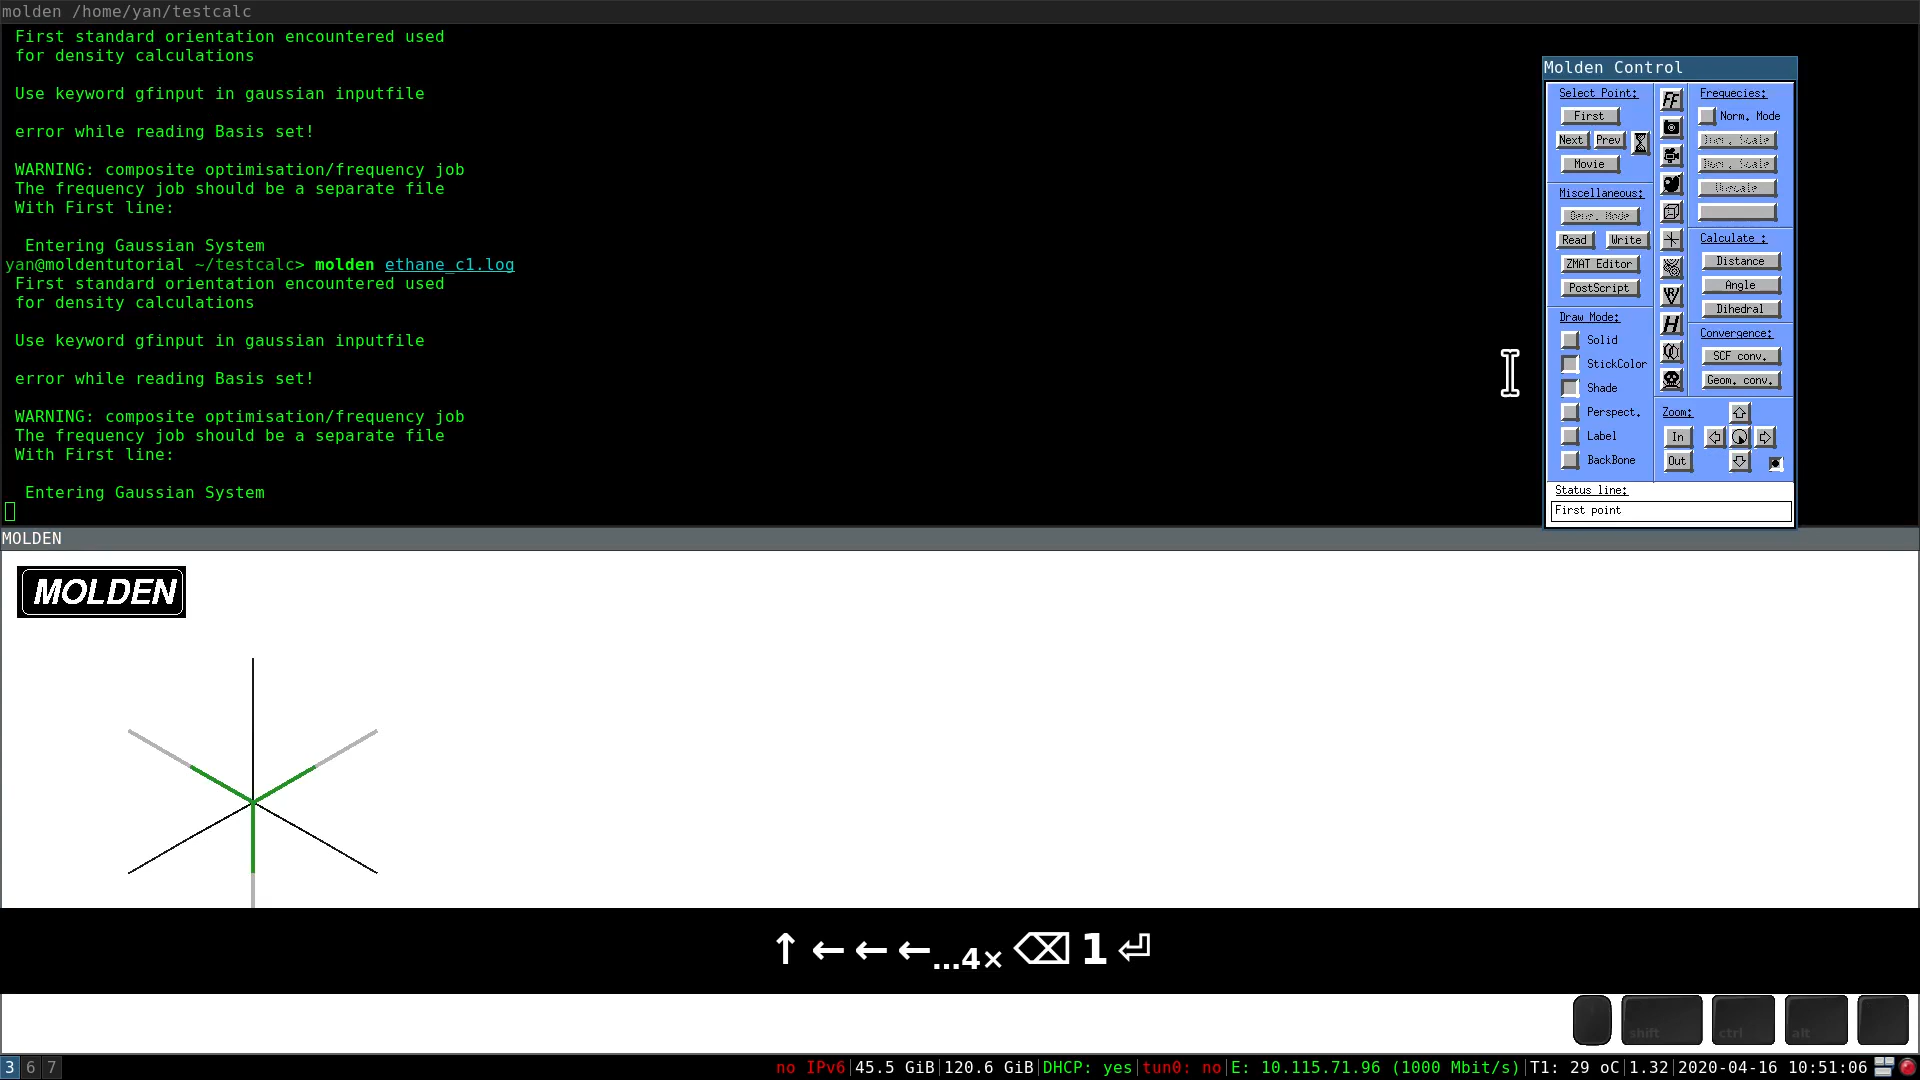 molden /home/yan/testcalc
First standard orientation encountered used
for density calculations
Use keyword gfinput in gaussian inputfile
error while reading Basis set!
WARNING: composite optimisation/frequency job
The frequency job should be a separate file
With First line:
Entering Gaussian System
yan@moldentutorial ~/testcalc> molden ethane_c1.log
First standard orientation encountered used
for density calculations
Use keyword gfinput in gaussian inputfile
error while reading Basis set!
WARNING: composite optimisation/frequency job
The frequency job should be a separate file
With First line:
Entering Gaussian System
Molden Control
Select Point:
First
Next Prev
Movie
Miscellaneous:
Read Write
ZMAT Editor
PostScript
Draw Mode:
Solid
StickColor
Shade
Perspect.
Label
BackBone
FF
H
Frequecies:
Norm. Mode
Unscale
Calculate :
Distance
Angle
Dihedral
Convergence:
SCF conv.
Geom. conv.
Zoom:
In
Out
Status line:
First point
MOLDEN
MOLDEN
↑ ← ← ← ...4× ⌫ 1 ⏎
shift ctrl alt
3 6 7
no IPv6|45.5 GiB|120.6 GiB|DHCP: yes|tun0: no|E: 10.115.71.96 (1000 Mbit/s)|T1: 29 oC|1.32|2020-04-16 10:51:06